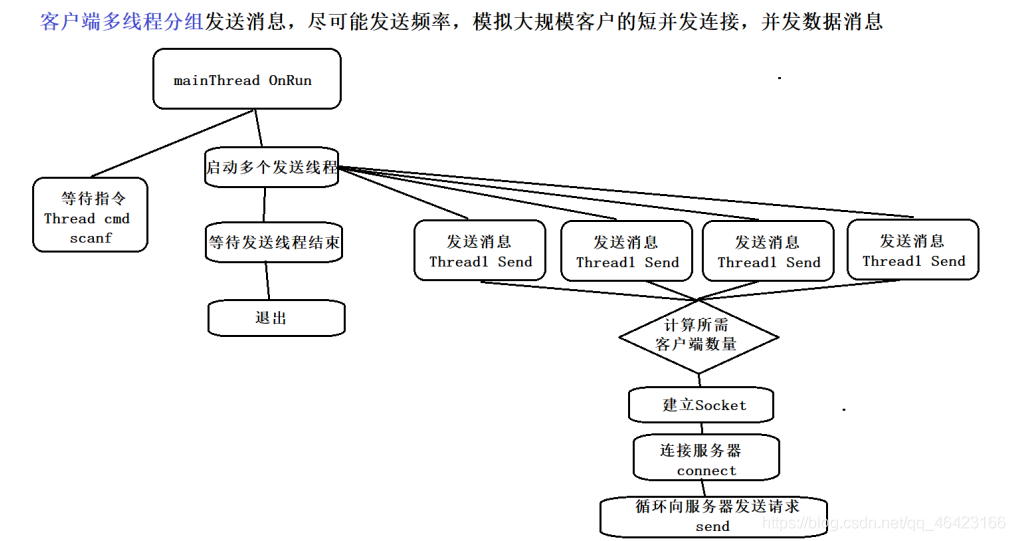 客户端多线程分组发送消息，尽可能发送频率，模拟大规模客户的短并发连接，并发数据消息
mainThread OnRun
启动多个发送线程
等待指令
Thread cmd
scanf
等待发送线程结束
退出
发送消息
Thread1 Send
发送消息
Thread1 Send
发送消息
Thread1 Send
发送消息
Thread1 Send
计算所需
客户端数量
建立Socket
连接服务器
connect
循环向服务器发送请求
send
https://blog.csdn.net/qq_46423166